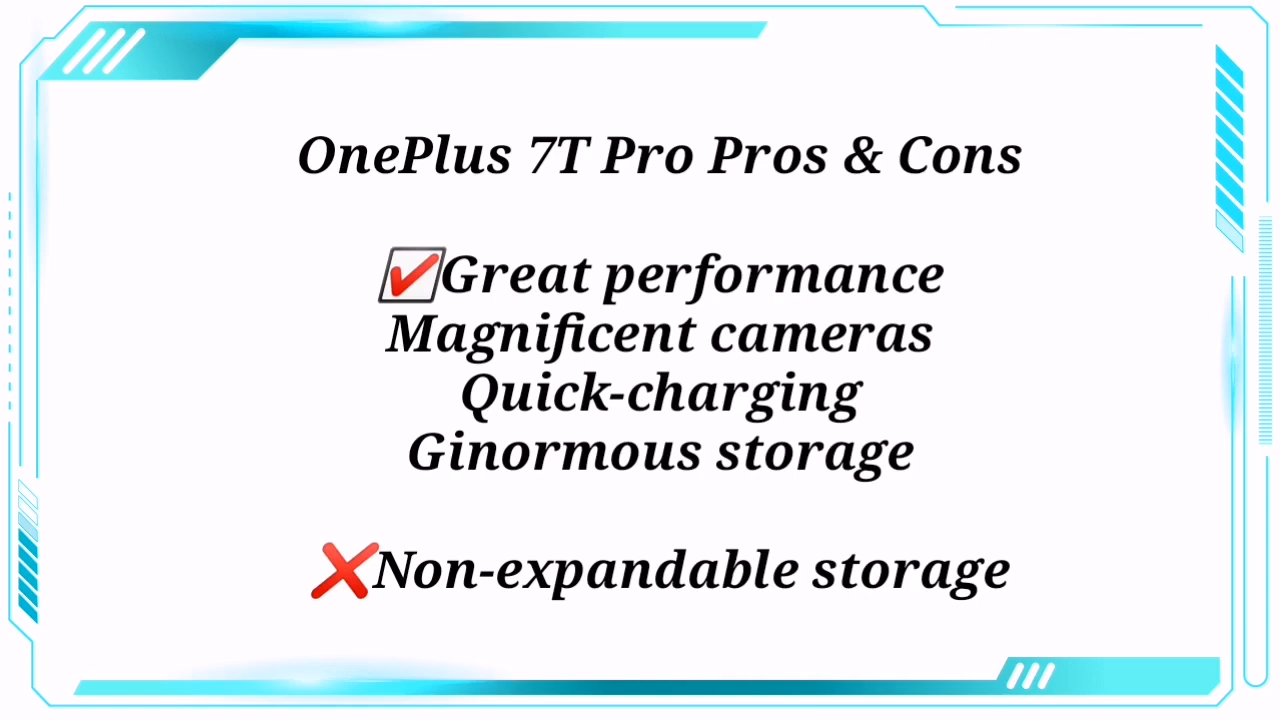 OnePlus 7T Pro Pros & Cons
☑️Great performance
Magnificent cameras
Quick-charging
Ginormous storage
❌Non-expandable storage